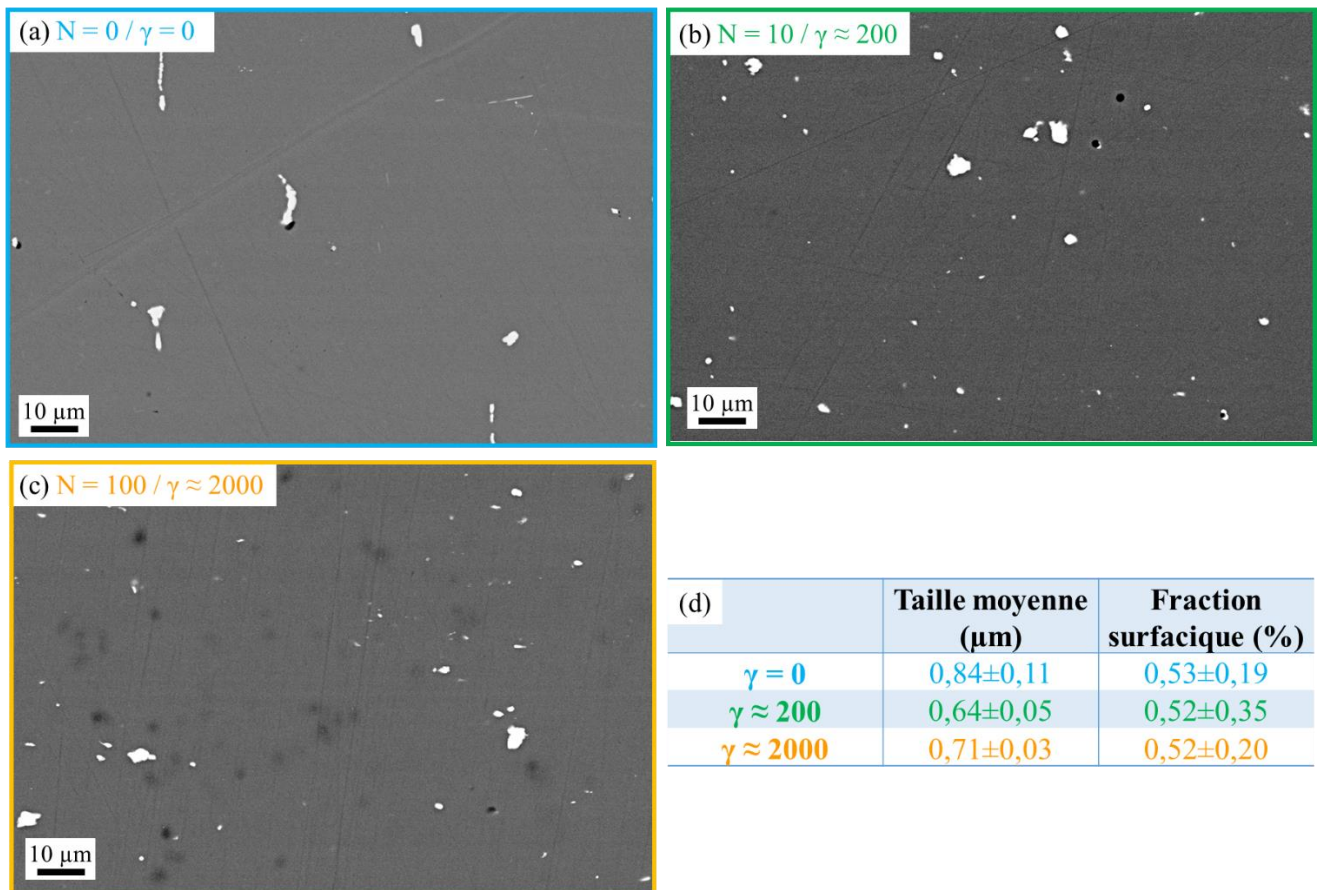 (a) N = 0 / γ = 0
(b) N = 10 / γ ≈ 200
10 µm
10 µm
(c) N = 100 / γ ≈ 2000
10 µm
(d)
Taille moyenne (µm)
Fraction surfacique (%)
γ = 0 0,84±0,11 0,53±0,19
γ ≈ 200 0,64±0,05 0,52±0,35
γ ≈ 2000 0,71±0,03 0,52±0,20